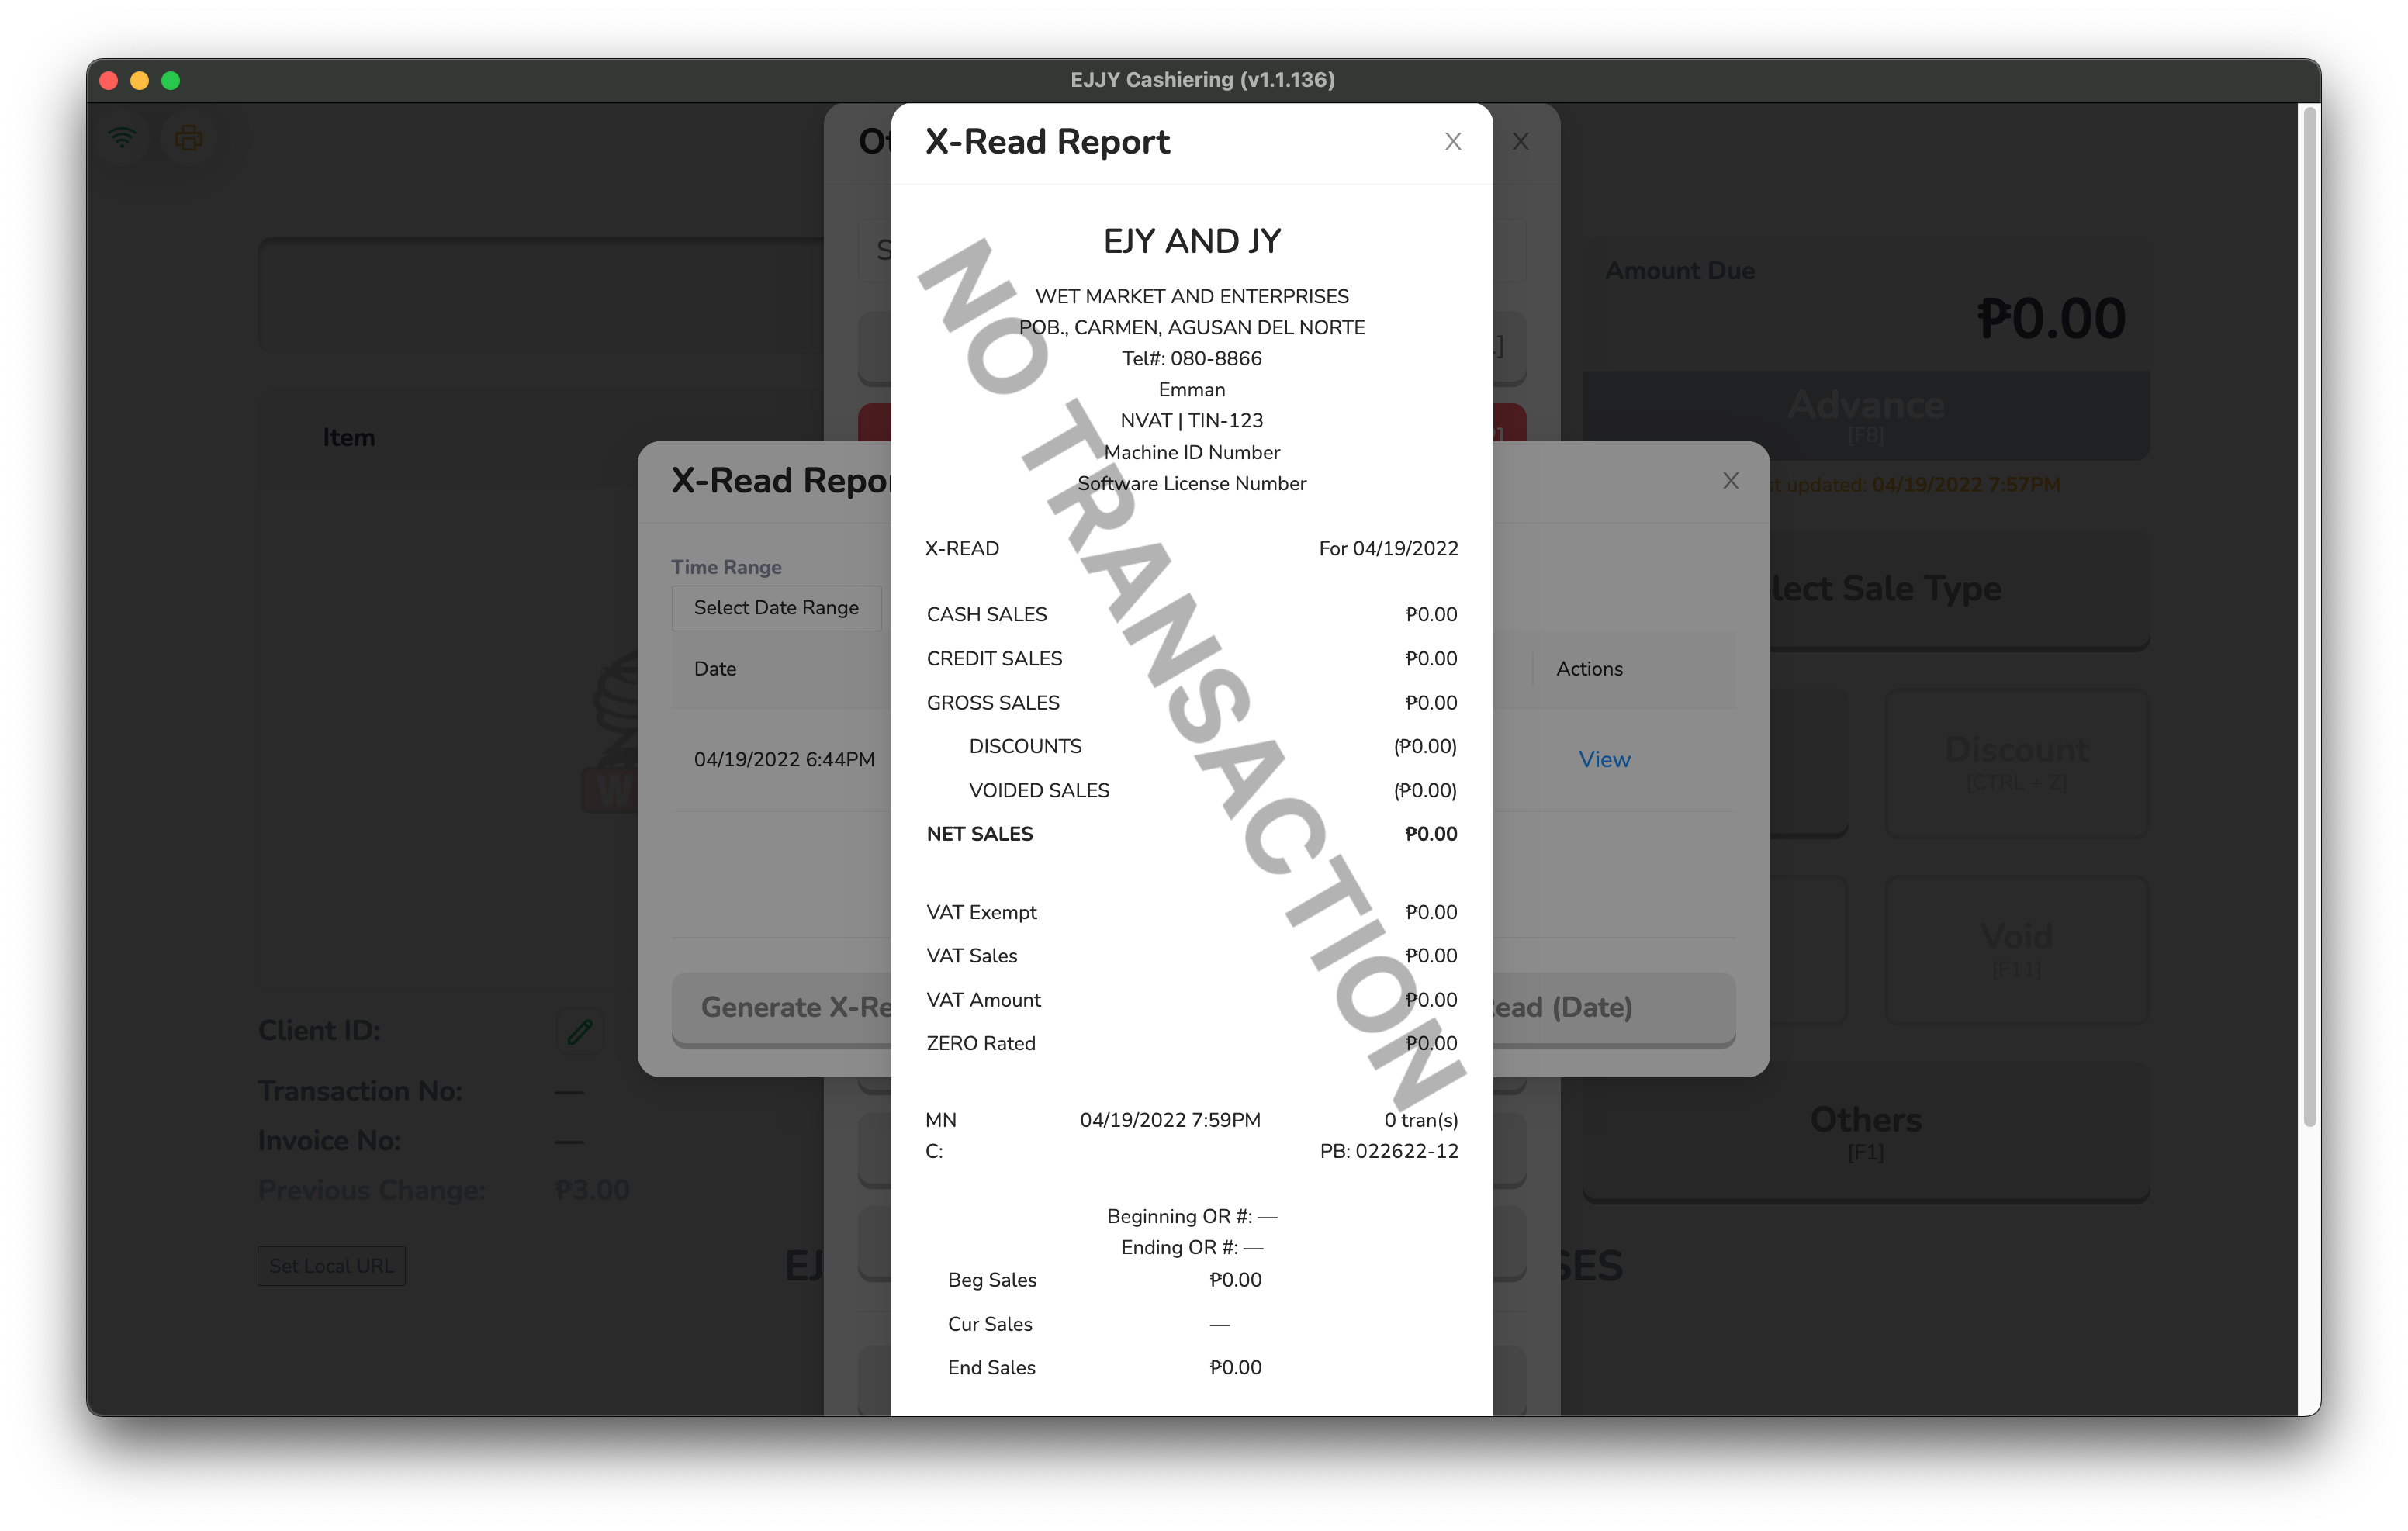 EJJY Cashiering (v1.1.136)
X-Read Report
X
X
EJY AND JY
WET MARKET AND ENTERPRISES
POB., CARMEN, AGUSAN DEL NORTE
Tel#: 080-8866
Emman
NVAT | TIN-123
Machine ID Number
Software License Number
X-READ For 04/19/2022
CASH SALES ₱0.00
CREDIT SALES ₱0.00
GROSS SALES ₱0.00
DISCOUNTS (₱0.00)
VOIDED SALES (₱0.00)
NET SALES ₱0.00
VAT Exempt ₱0.00
VAT Sales ₱0.00
VAT Amount ₱0.00
ZERO Rated ₱0.00
MN 04/19/2022 7:59PM 0 tran(s)
C: PB: 022622-12
Beginning OR #: —
Ending OR #: —
Beg Sales ₱0.00
Cur Sales —
End Sales ₱0.00
NO TRANSACTION
X-Read Repor
X
Time Range
Select Date Range
Date Actions
04/19/2022 6:44PM View
Generate X-Re
ead (Date)
Item
Amount Due
₱0.00
Advance
[F8]
updated: 04/19/2022 7:57PM
lect Sale Type
Discount
[CTRL + Z]
Void
[F11]
Others
[F1]
Client ID:
Transaction No: —
Invoice No: —
Previous Change: ₱3.00
Set Local URL
EJ
SES